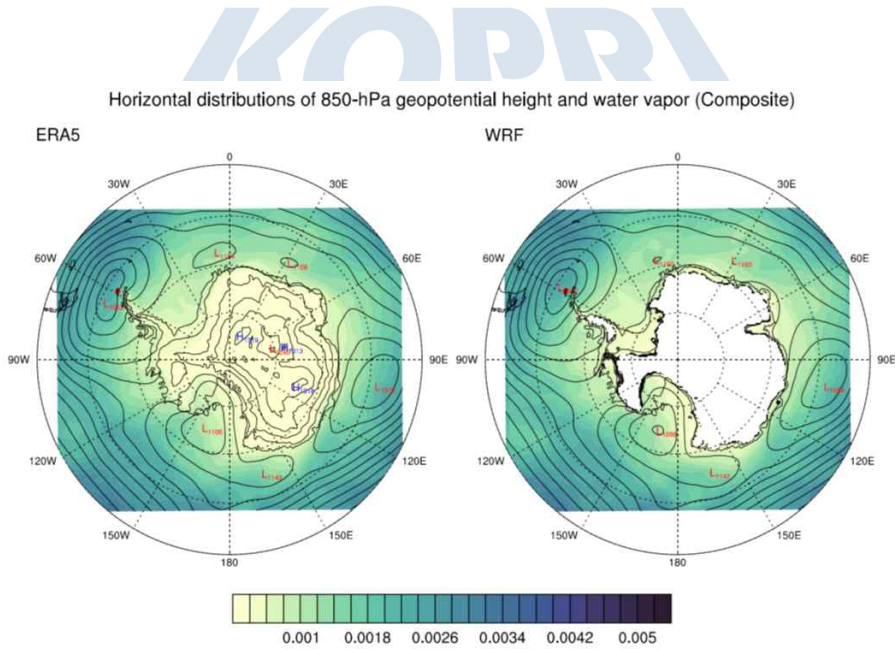 KOPRI
Horizontal distributions of 850-hPa geopotential height and water vapor (Composite)
ERA5
WRF
0
30W
30E
60W
60E
90W
90E
120W
120E
150W
150E
180
0
30W
30E
60W
60E
90W
90E
120W
120E
150W
150E
180
L
L
L
L
L
L1142
L
L
L
L
L
L1142
0.001 0.0018 0.0026 0.0034 0.0042 0.005